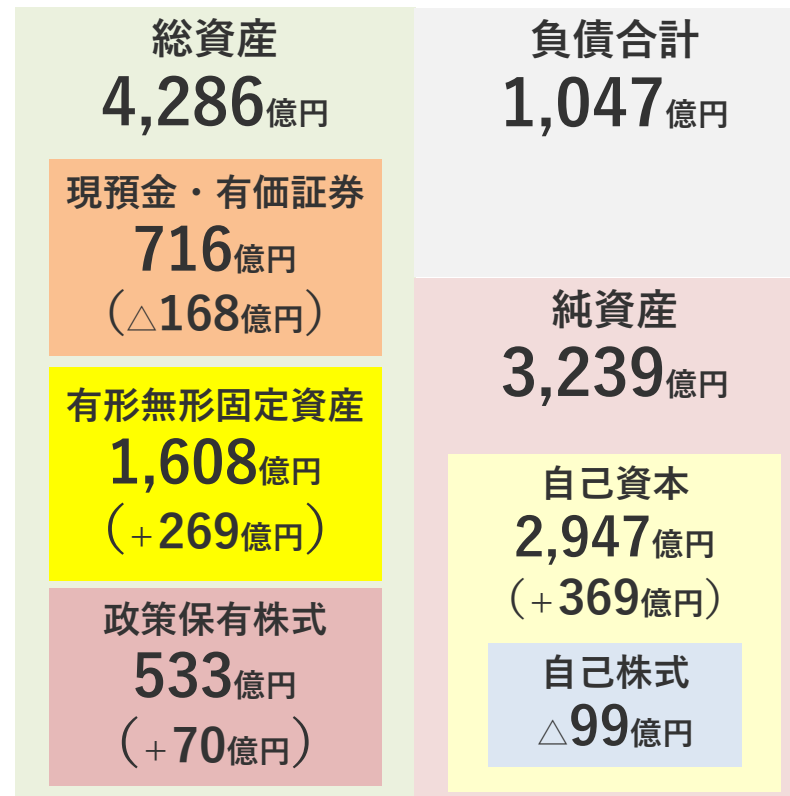 総資産
4,286億円
現預金・有価証券
716億円
(△168億円)
有形無形固定資産
1,608億円
(+269億円)
政策保有株式
533億円
(+70億円)
負債合計
1,047億円
純資産
3,239億円
自己資本
2,947億円
(+369億円)
自己株式
△99億円